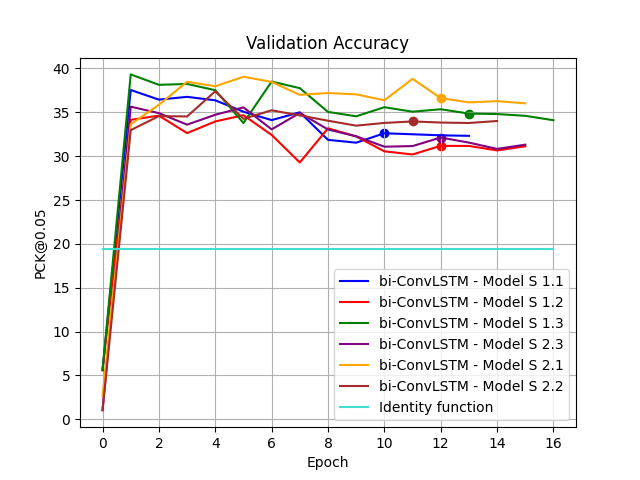 Validation Accuracy
PCK@0.05
40
35
30
25
20
15
10
5
0
0 2 4 6 8 10 12 14 16
Epoch
bi-ConvLSTM - Model S 1.1
bi-ConvLSTM - Model S 1.2
bi-ConvLSTM - Model S 1.3
bi-ConvLSTM - Model S 2.3
bi-ConvLSTM - Model S 2.1
bi-ConvLSTM - Model S 2.2
Identity function